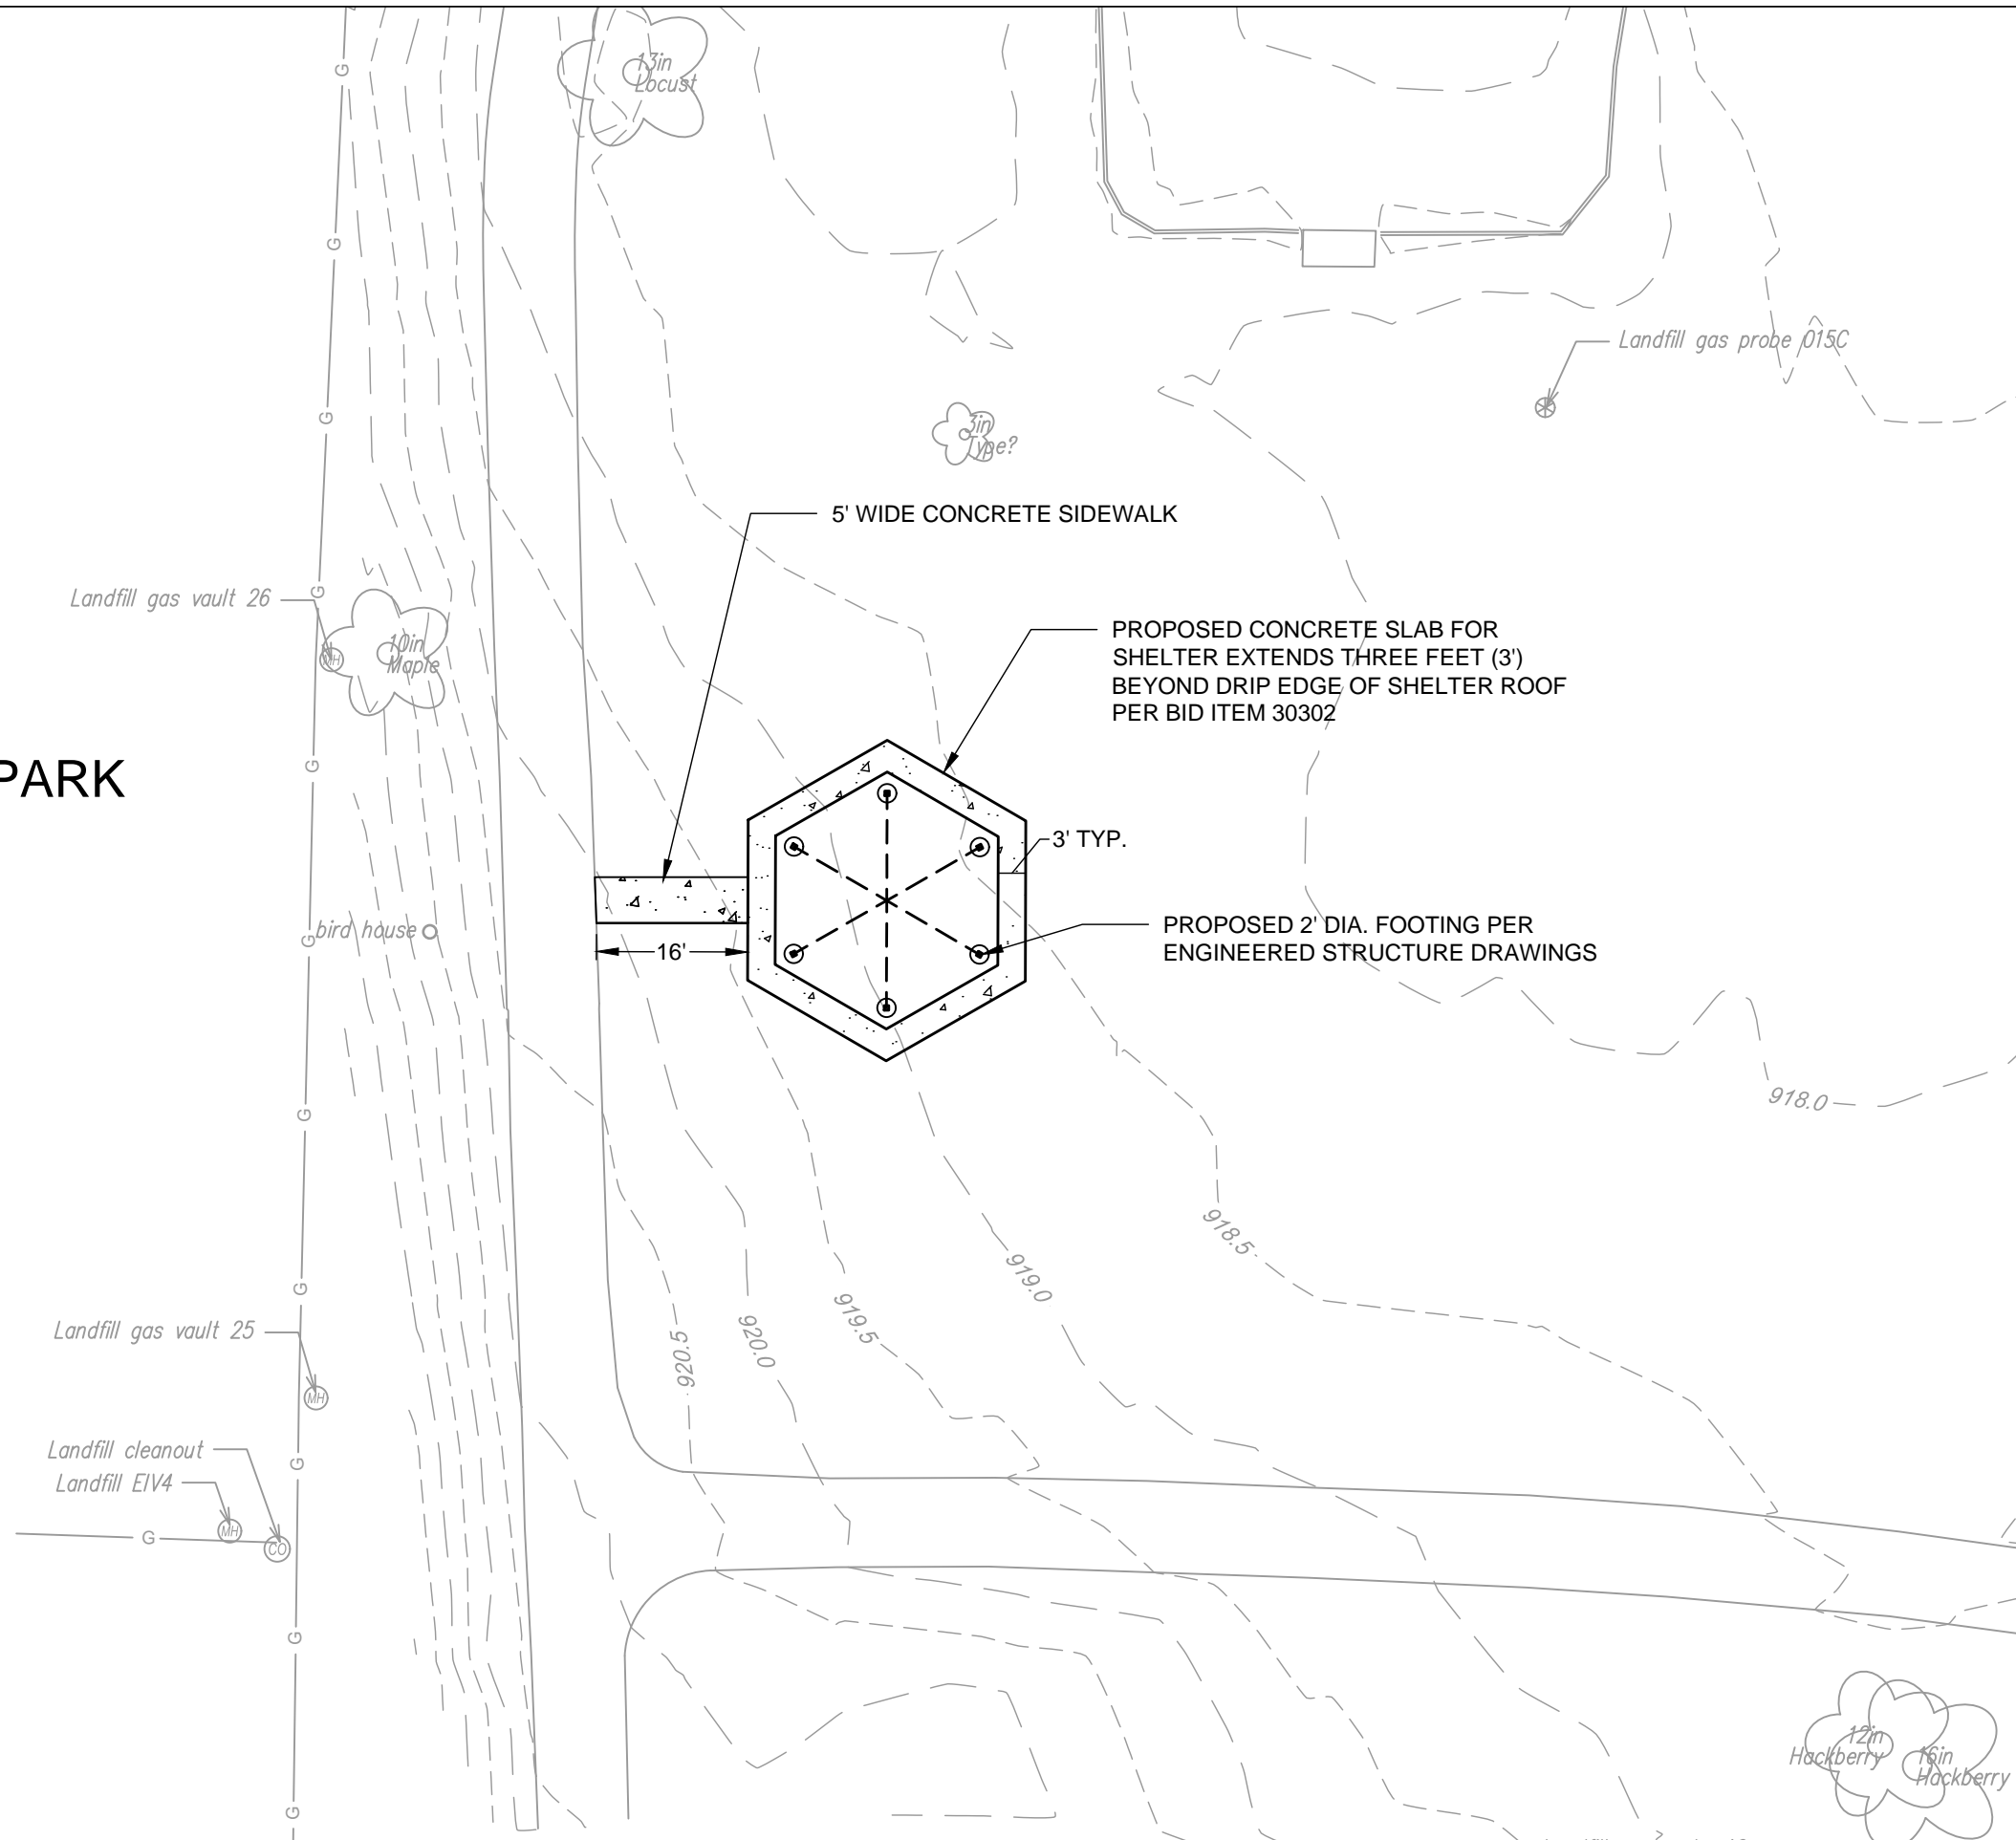 G
13in
Locust
G
Landfill gas probe 015C
G
3in
Type?
5' WIDE CONCRETE SIDEWALK
Landfill gas vault 26
G
MH
10in
Maple
PROPOSED CONCRETE SLAB FOR
SHELTER EXTENDS THREE FEET (3')
BEYOND DRIP EDGE OF SHELTER ROOF
PER BID ITEM 30302
PARK
G
3' TYP.
bird house
G
16'
PROPOSED 2' DIA. FOOTING PER
ENGINEERED STRUCTURE DRAWINGS
918.0
G
918.5
919.0
G
919.5
920.0
920.5
Landfill gas vault 25
MH
Landfill cleanout
G
Landfill EIV4
MH
G
CO
G
12in
Hackberry
16in
Hackberry
G